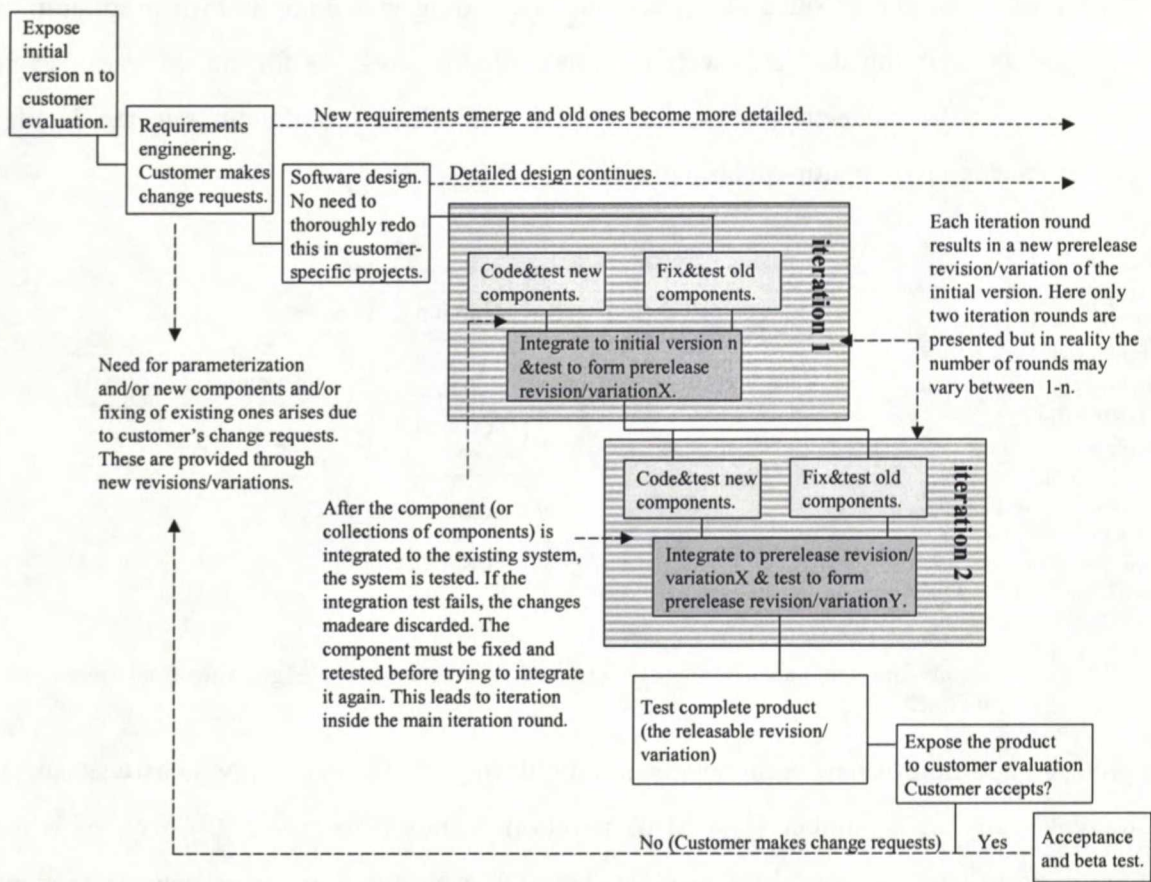 Expose
initial
version n to
customer
evaluation.
Requirements
engineering.
Customer makes
change requests.
New requirements emerge and old ones become more detailed.
Software design.
No need to
thoroughly redo
this in customer-
specific projects.
Detailed design continues.
Code&test new
components.
Fix&test old
components.
Integrate to initial version n
&test to form prerelease
revision/variationX.
iteration 1
Each iteration round
results in a new prerelease
revision/variation of the
initial version. Here only
two iteration rounds are
presented but in reality the
number of rounds may
vary between 1-n.
Need for parameterization
and/or new components and/or
fixing of existing ones arises due
to customer's change requests.
These are provided through
new revisions/variations.
Code&test new
components.
Fix&test old
components.
Integrate to prerelease revision/
variationX & test to form
prerelease revision/variationY.
iteration 2
After the component (or
collections of components) is
integrated to the existing system,
the system is tested. If the
integration test fails, the changes
madeare discarded. The
component must be fixed and
retested before trying to integrate
it again. This leads to iteration
inside the main iteration round.
Test complete product
(the releasable revision/
variation)
Expose the product
to customer evaluation
Customer accepts?
No (Customer makes change requests)
Yes
Acceptance
and beta test.